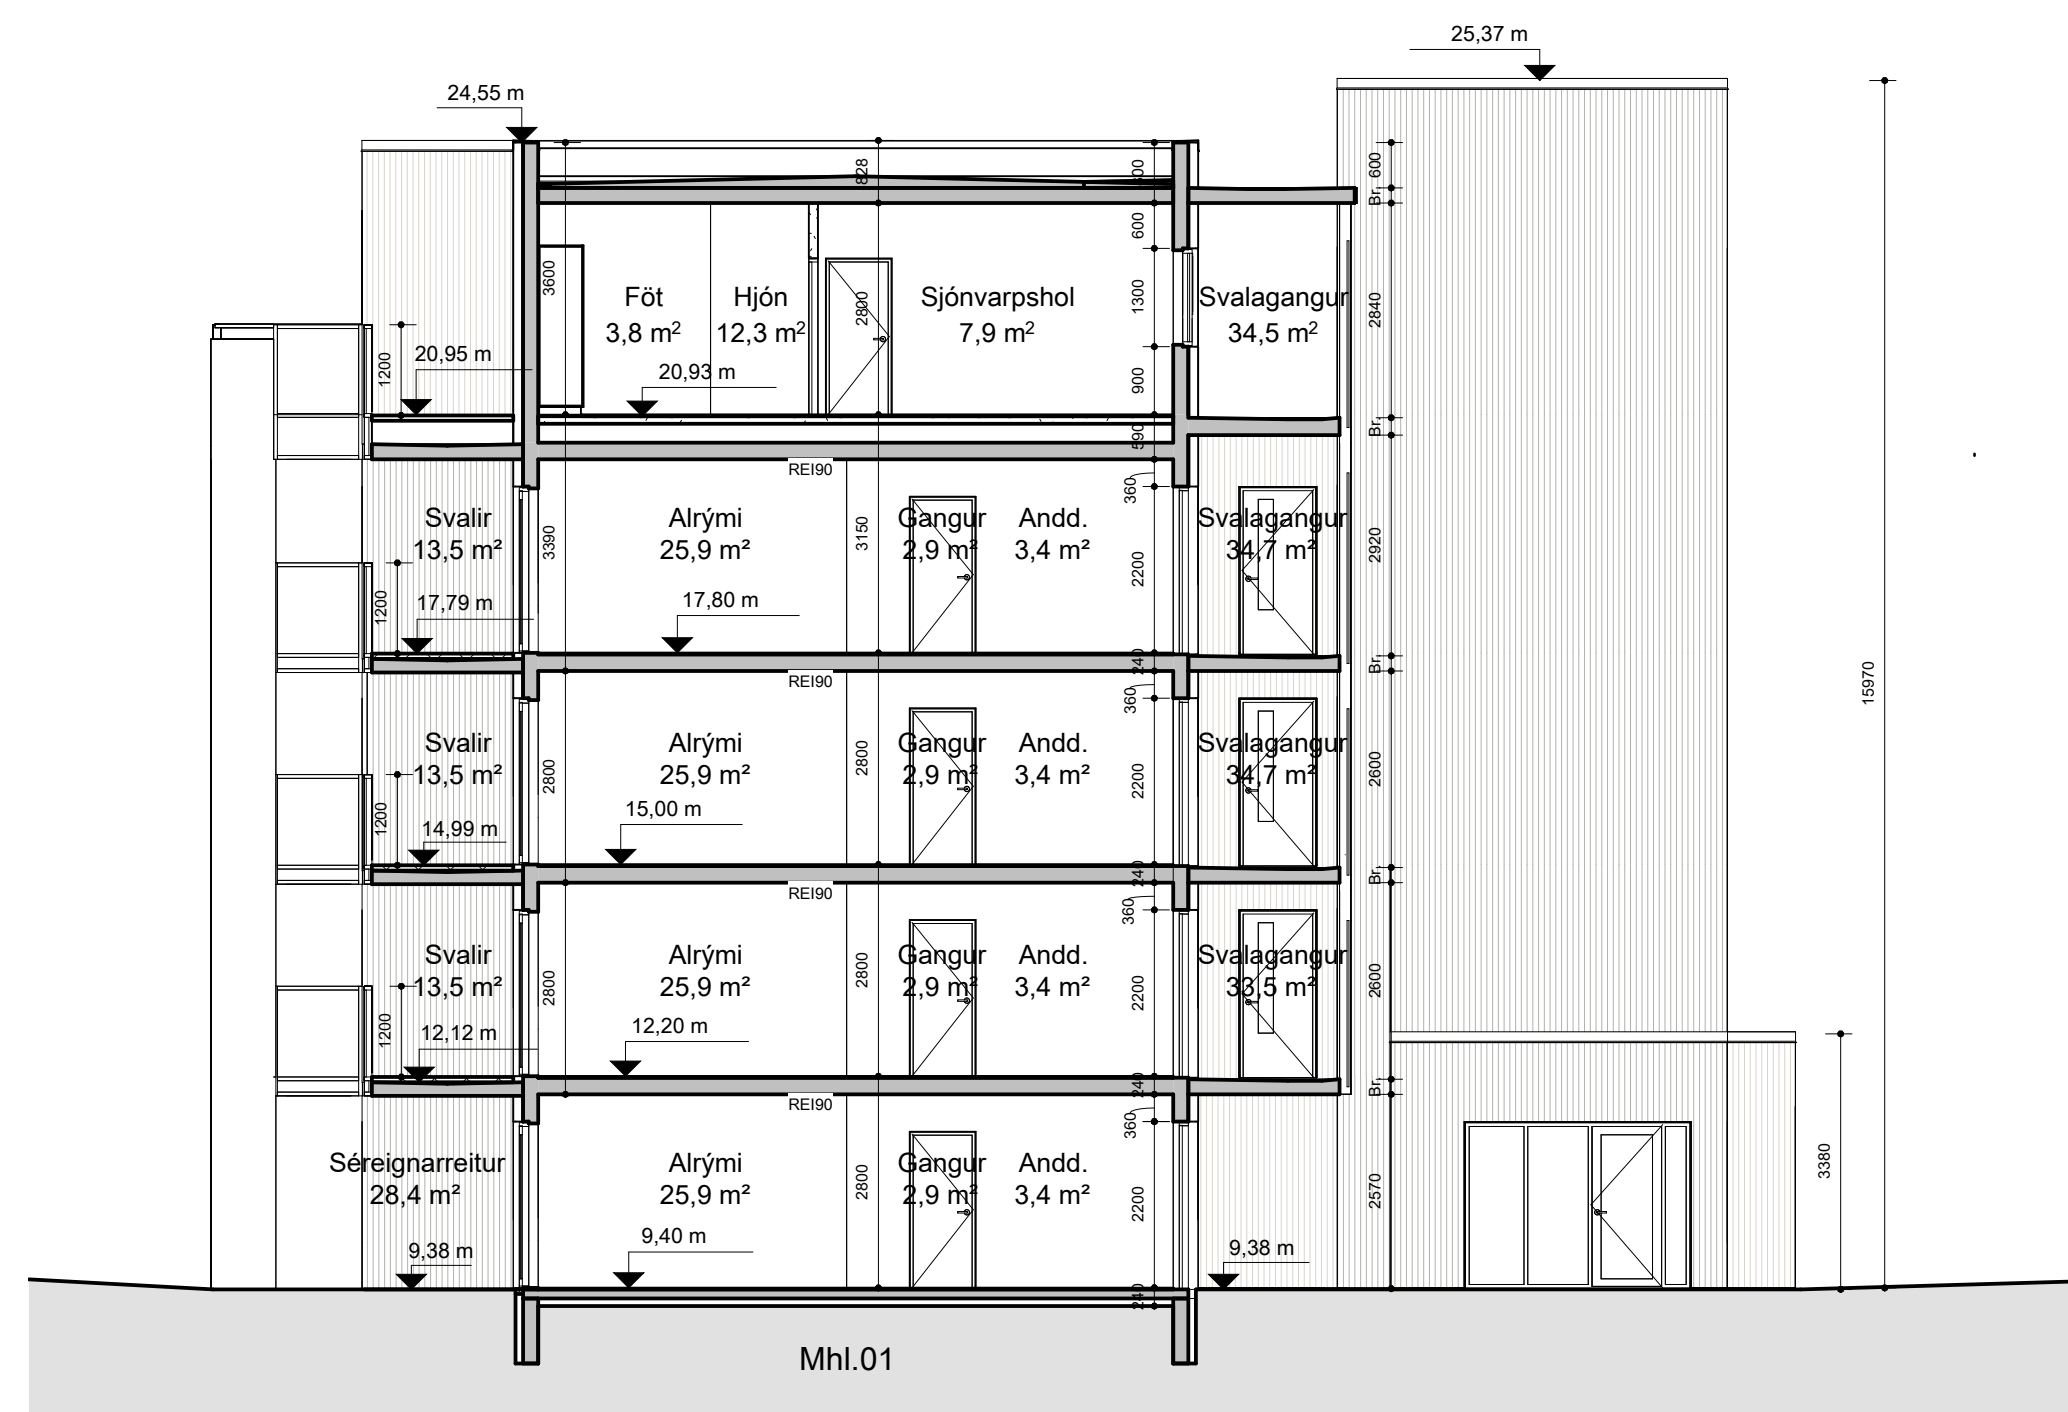 25,37 m
24,55 m
600
828
600
Br.
600
3600
2800
1300
2840
Föt
3,8 m²
Hjón
12,3 m²
Sjónvarpshol
7,9 m²
Svalagangur
34,5 m²
1200
20,95 m
20,93 m
900
Br.
590
REI90
360
Svalir
13,5 m²
3390
Alrými
25,9 m²
3150
Gangur
2,9 m²
Andd.
3,4 m²
2200
Svalagangur
34,7 m²
2920
1200
17,79 m
17,80 m
240
Br.
REI90
360
15970
Svalir
13,5 m²
2800
Alrými
25,9 m²
2800
Gangur
2,9 m²
Andd.
3,4 m²
2200
Svalagangur
34,7 m²
2600
1200
14,99 m
15,00 m
240
Br.
REI90
360
Svalir
13,5 m²
2800
Alrými
25,9 m²
2800
Gangur
2,9 m²
Andd.
3,4 m²
2200
Svalagangur
33,5 m²
2600
1200
12,12 m
12,20 m
240
Br.
REI90
360
Séreignarreitur
28,4 m²
Alrými
25,9 m²
2800
Gangur
2,9 m²
Andd.
3,4 m²
2200
2570
3380
9,38 m
9,40 m
9,38 m
240
Mhl.01